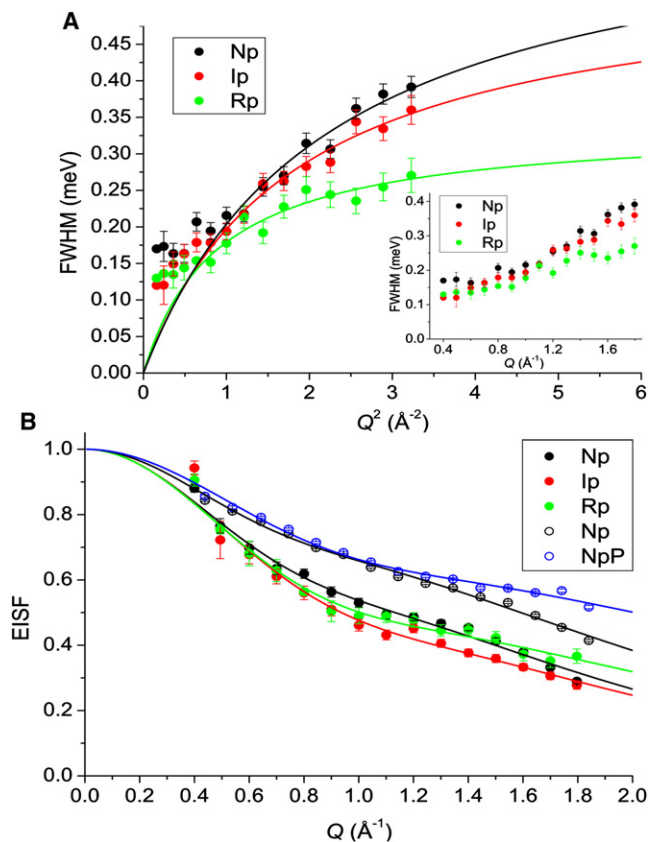 A
Np
Ip
Rp
FWHM (meV)
0.45
0.40
0.35
0.30
0.25
0.20
0.15
0.10
0.05
0.00
0 1 2 3 4 5 6
Q² (Å⁻²)
Np
Ip
Rp
FWHM (meV)
0.4
0.3
0.2
0.1
0.0
0.4 0.8 1.2 1.6
Q (Å⁻¹)
B
Np
Ip
Rp
Np
NpP
EISF
1.0
0.8
0.6
0.4
0.2
0.0
0.0 0.2 0.4 0.6 0.8 1.0 1.2 1.4 1.6 1.8 2.0
Q (Å⁻¹)